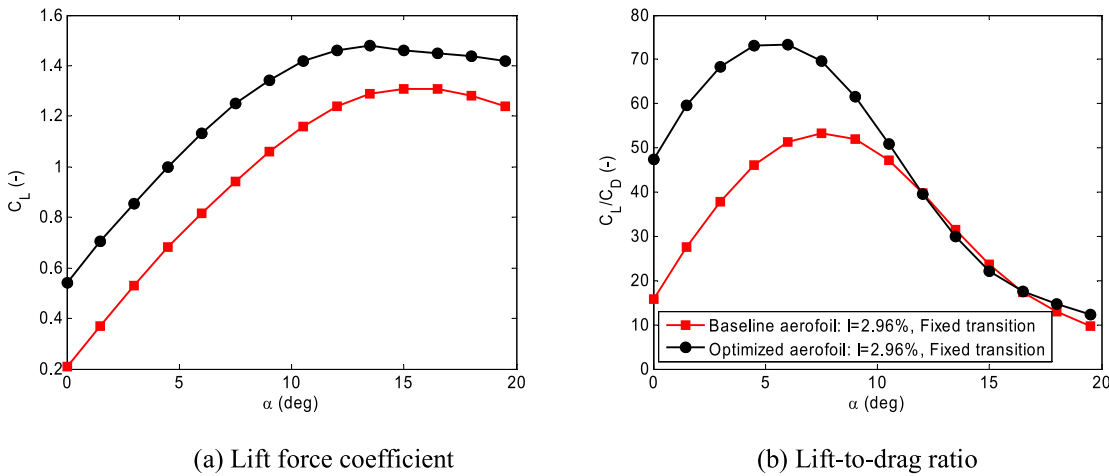 1.6
1.4
1.2
1
0.8
0.6
0.4
0.2
C_L (-)
0 5 10 15 20
α (deg)
(a) Lift force coefficient
80
70
60
50
40
30
20
10
0
C_L/C_D (-)
Baseline aerofoil: I=2.96%, Fixed transition
Optimized aerofoil: I=2.96%, Fixed transition
0 5 10 15 20
α (deg)
(b) Lift-to-drag ratio